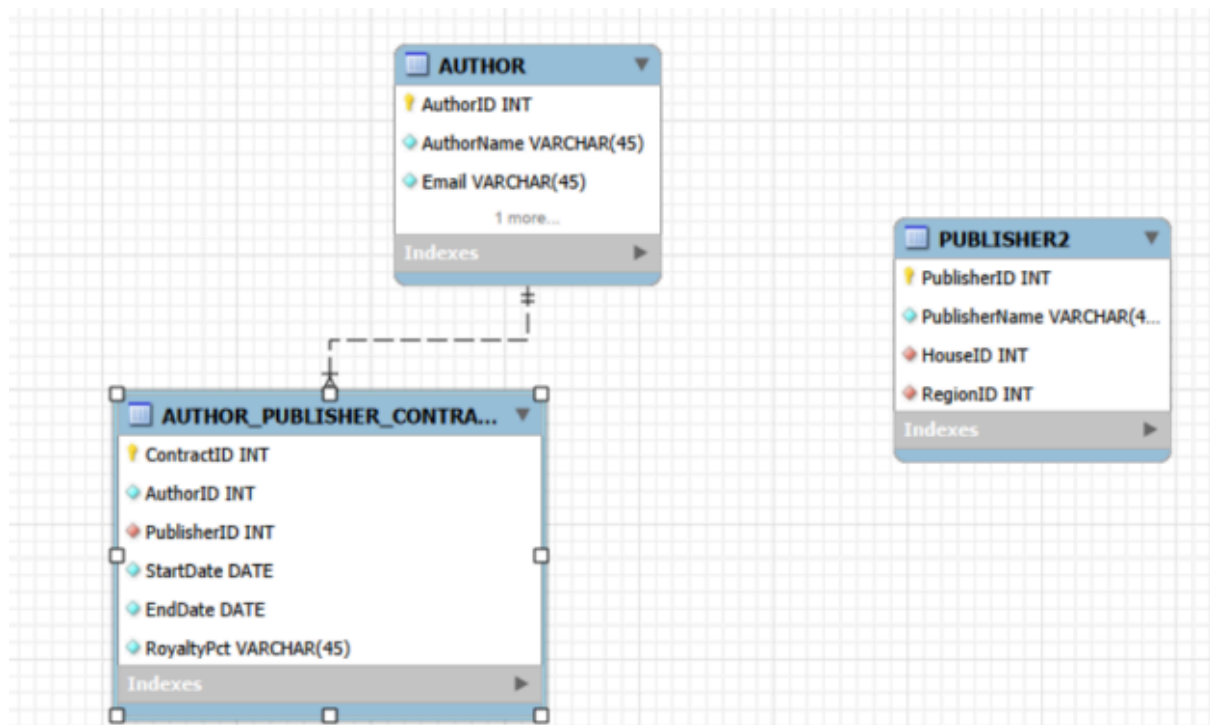 AUTHOR
AuthorID INT
AuthorName VARCHAR(45)
Email VARCHAR(45)
1 more...
Indexes
PUBLISHER2
PublisherID INT
PublisherName VARCHAR(4...
HouseID INT
RegionID INT
Indexes
AUTHOR_PUBLISHER_CONTRA...
ContractID INT
AuthorID INT
PublisherID INT
StartDate DATE
EndDate DATE
RoyaltyPct VARCHAR(45)
Indexes